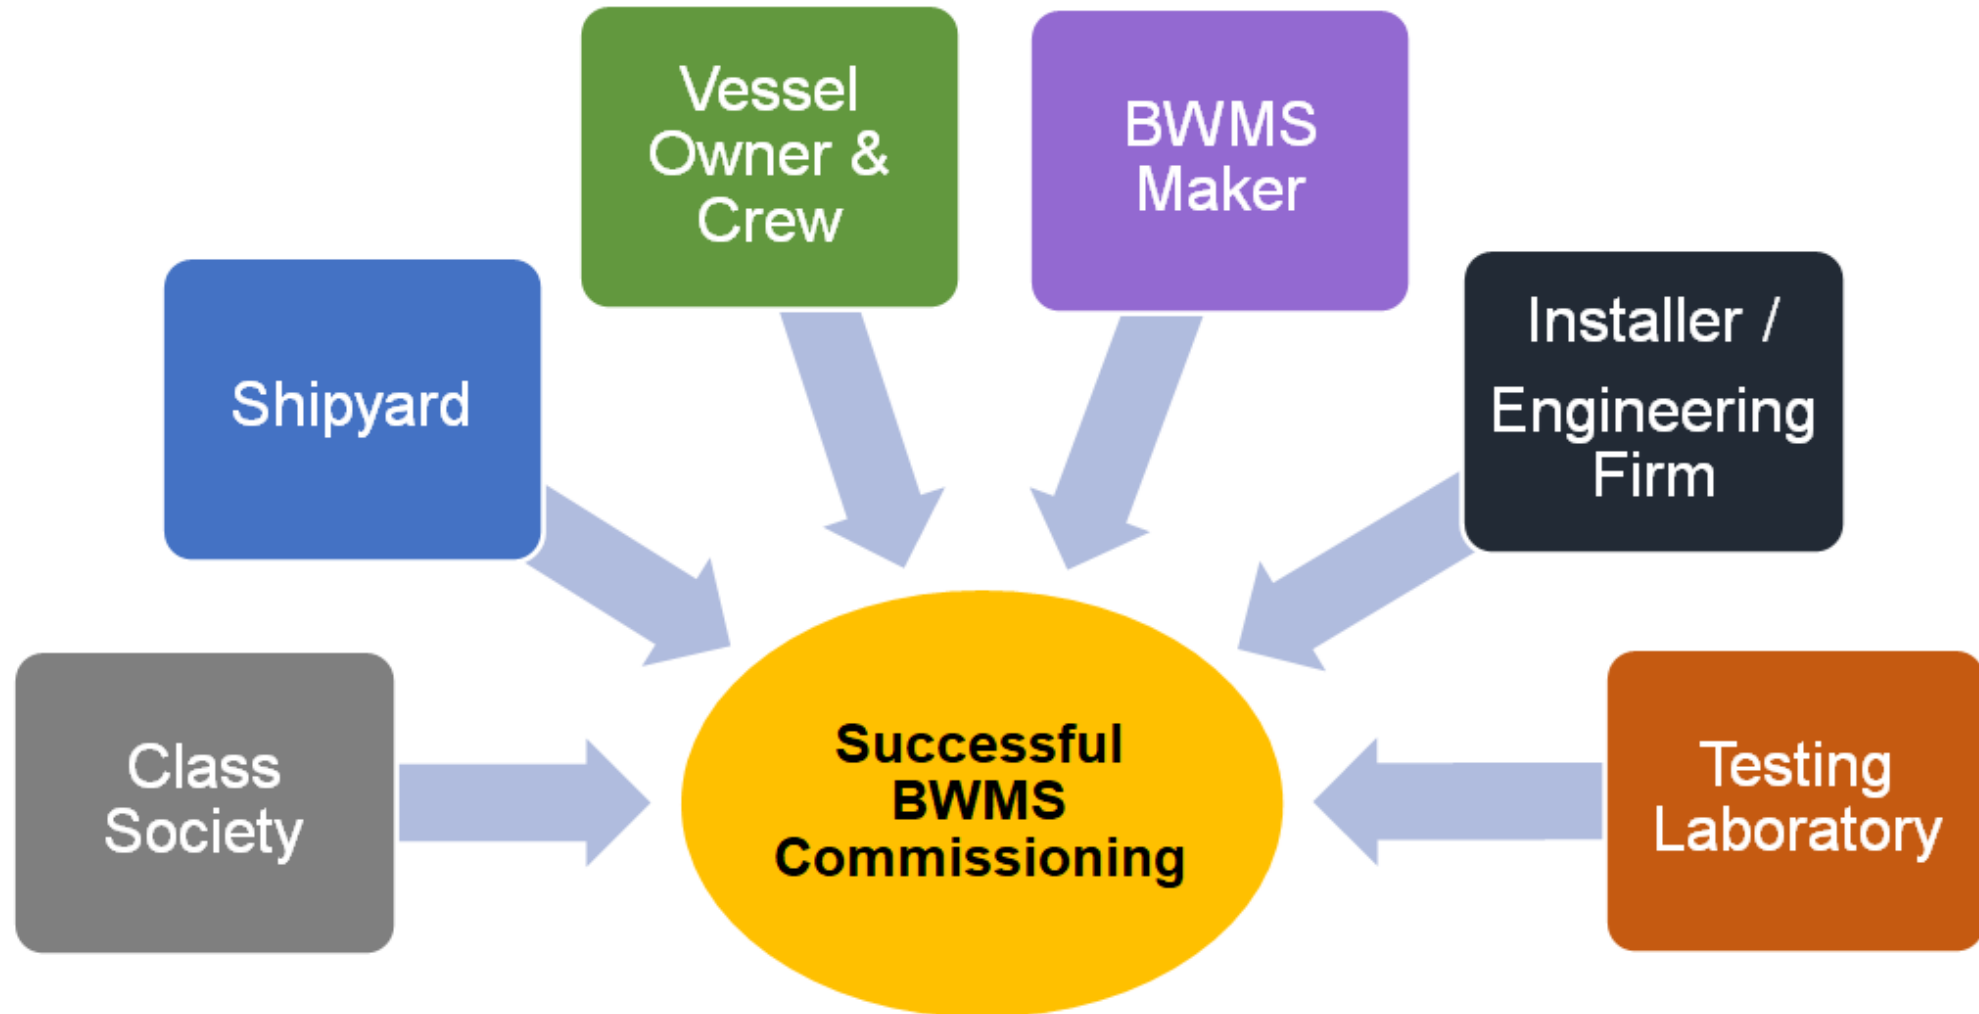 Vessel
Owner &
Crew
BWMS
Maker
Shipyard
Installer /
Engineering
Firm
Class
Society
Successful
BWMS
Commissioning
Testing
Laboratory